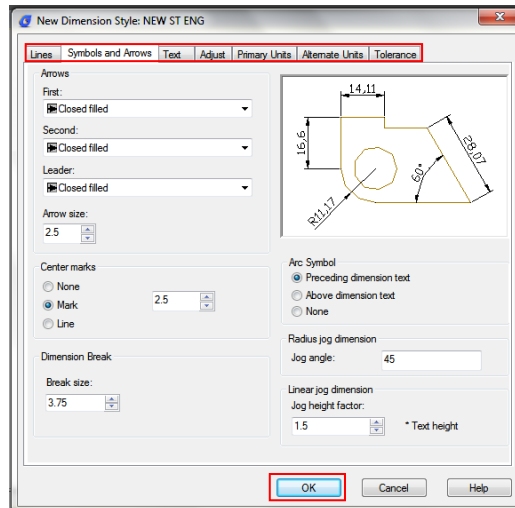 New Dimension Style: NEW ST ENG
Lines Symbols and Arrows Text Adjust Primary Units Alternate Units Tolerance
Arrows
First:
Closed filled
Second:
Closed filled
Leader:
Closed filled
Arrow size:
2.5
14,11
16,6
28,07
60°
R11,17
Center marks
None
Mark
2.5
Line
Arc Symbol
Preceding dimension text
Above dimension text
None
Dimension Break
Break size:
3.75
Radius jog dimension
Jog angle:
45
Linear jog dimension
Jog height factor:
1.5
* Text height
OK
Cancel
Help